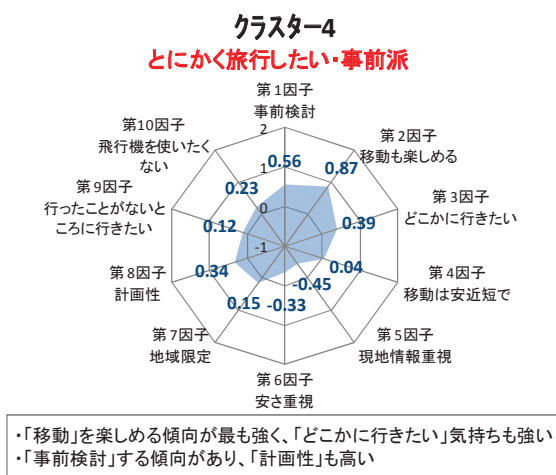 クラスター4
とにかく旅行したい・事前派
第1因子
事前検討
第2因子
移動も楽しめる
第3因子
どこかに行きたい
第4因子
移動は安近短で
第5因子
現地情報重視
第6因子
安さ重視
第7因子
地域限定
第8因子
計画性
第9因子
行ったことがないと
ころに行きたい
第10因子
飛行機を使いたく
ない
2
1
0
-1
0.56
0.87
0.39
0.04
-0.45
-0.33
0.15
0.34
0.12
0.23
・「移動」を楽しめる傾向が最も強く、「どこかに行きたい」気持ちも強い
・「事前検討」する傾向があり、「計画性」も高い